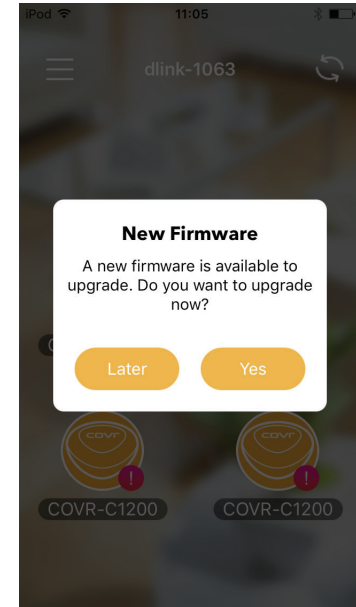 iPod 11:05
dlink-1063
New Firmware
A new firmware is available to
upgrade. Do you want to upgrade
now?
Later Yes
covr covr
! !
COVR-C1200 COVR-C1200